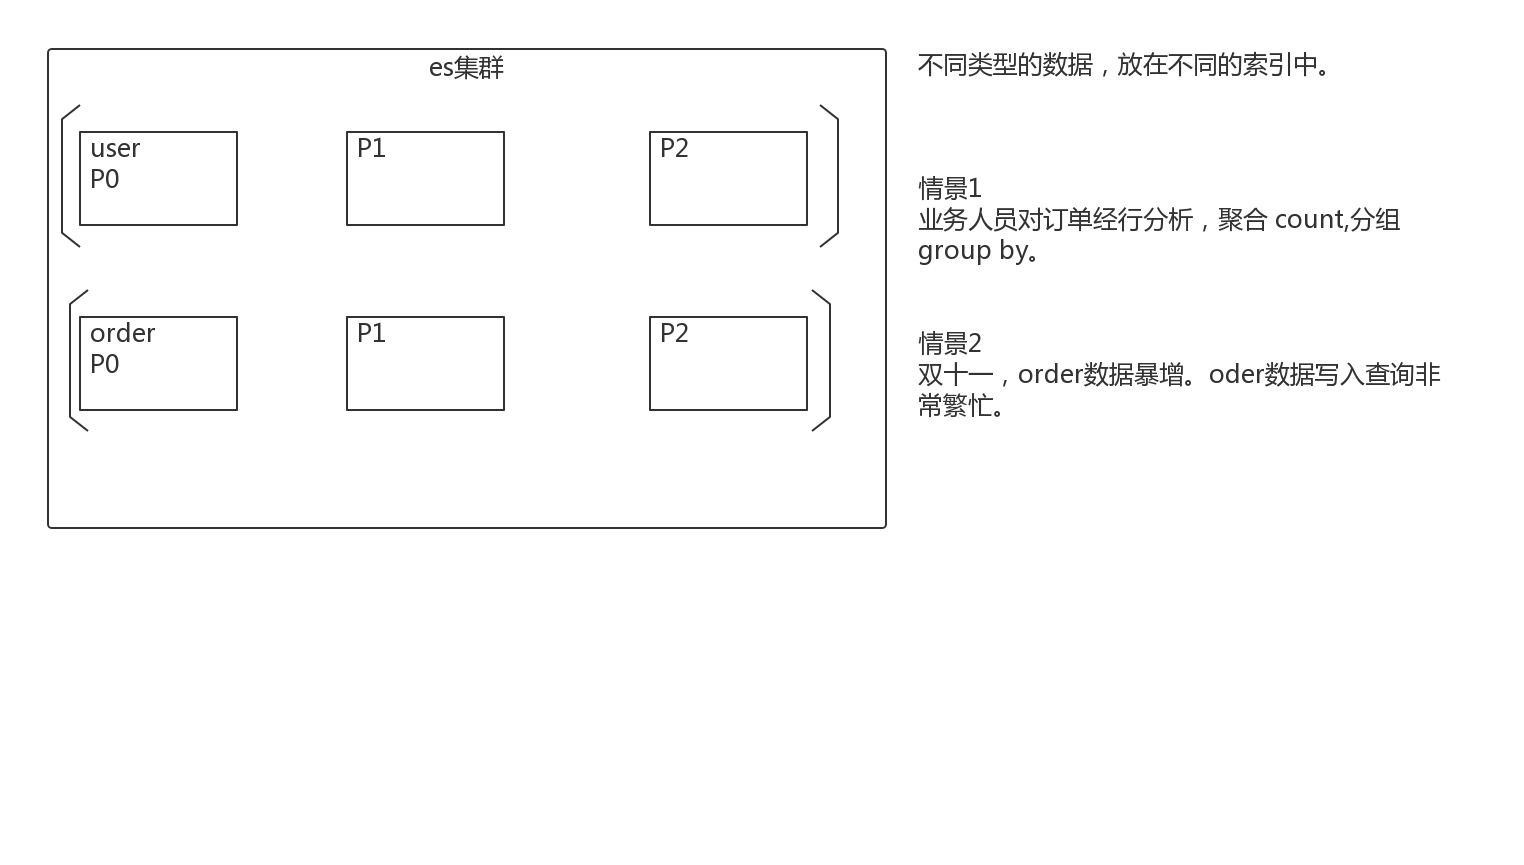 es集群
user
P0
P1
P2
order
P0
P1
P2
不同类型的数据，放在不同的索引中。
情景1
业务人员对订单经行分析，聚合 count,分组
group by。
情景2
双十一，order数据暴增。oder数据写入查询非
常繁忙。